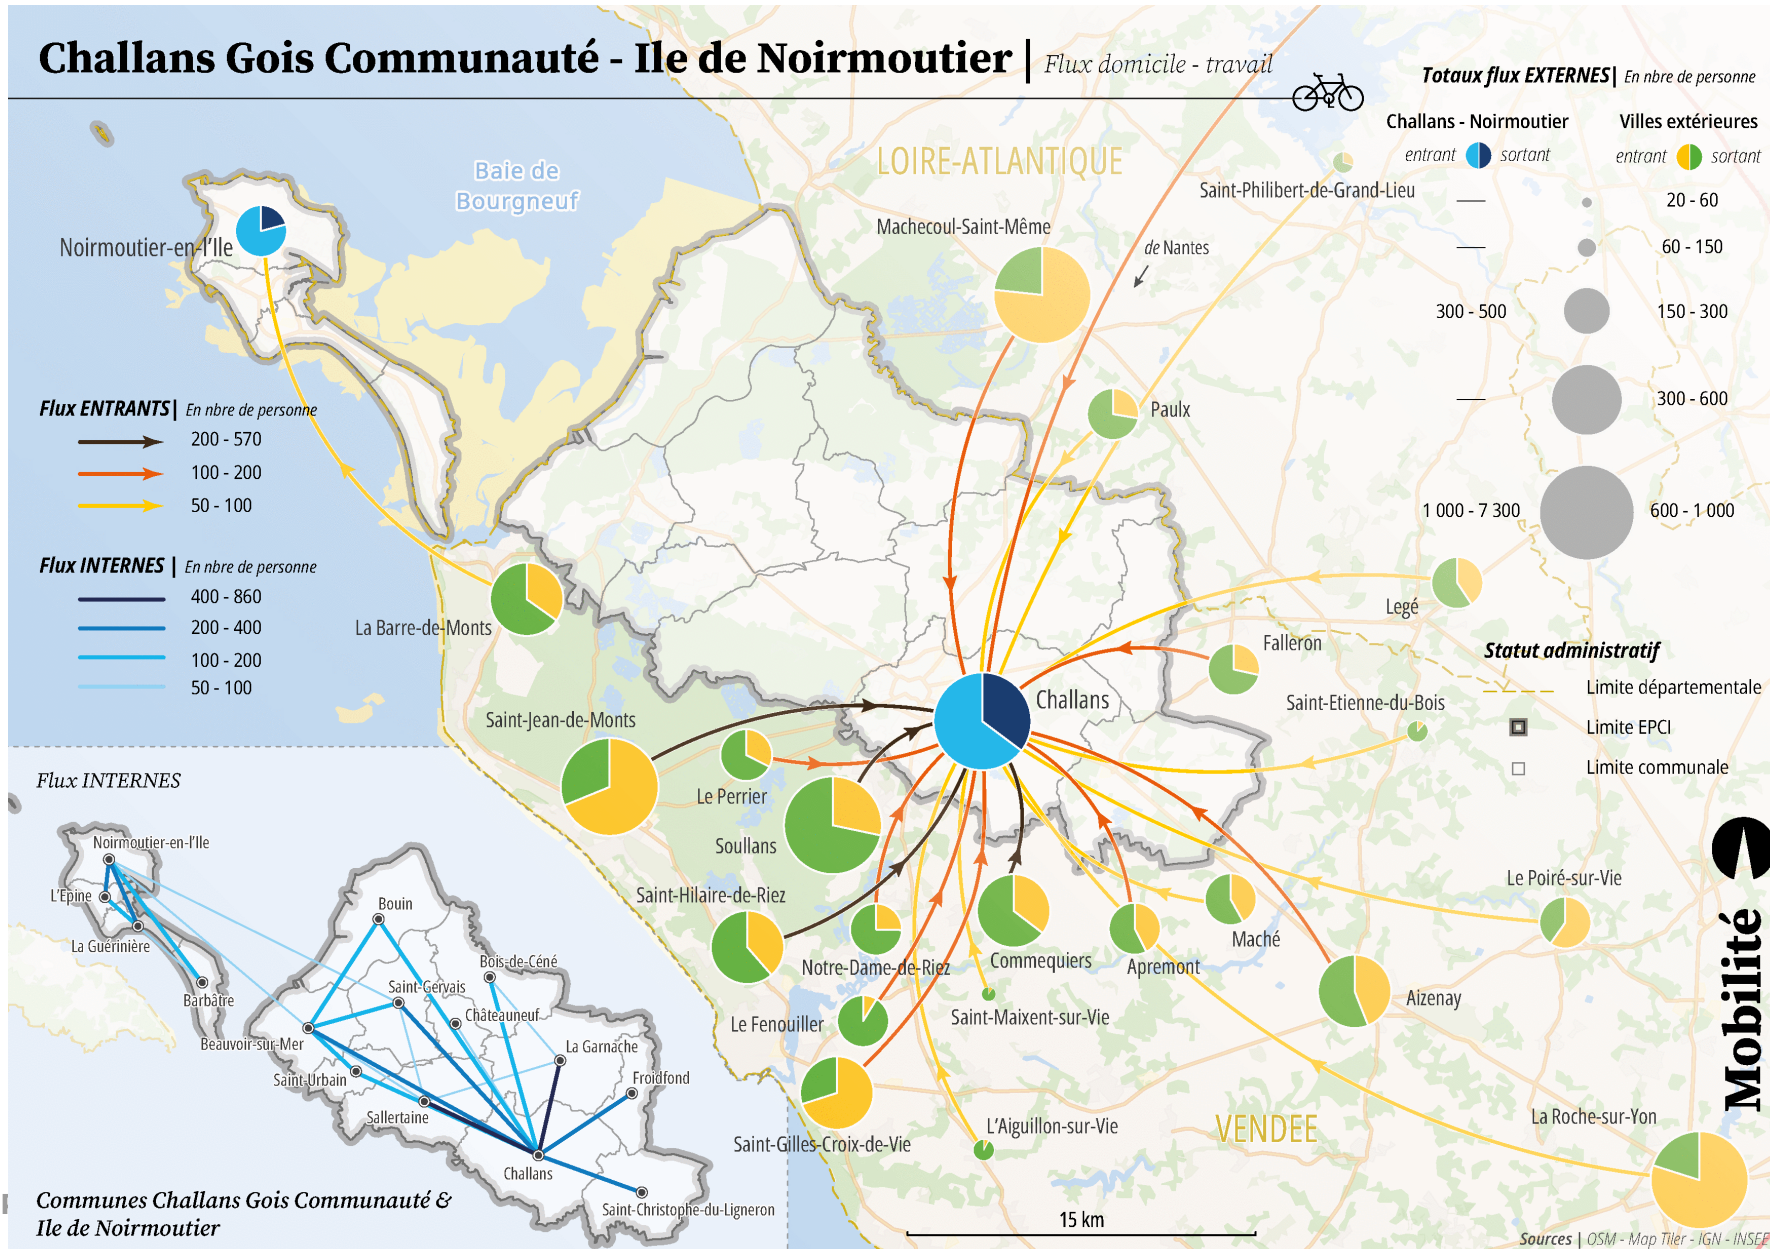 Challans Gois Communauté - Ile de Noirmoutier | Flux domicile - travail
Totaux flux EXTERNES| En nbre de personne
Challans - Noirmoutier
Villes extérieures
entrant
sortant
entrant
sortant
20 - 60
60 - 150
300 - 500
150 - 300
300 - 600
1 000 - 7 300
600 - 1 000
Baie de
Bourgneuf
LOIRE-ATLANTIQUE
Saint-Philibert-de-Grand-Lieu
Machecoul-Saint-Même
de Nantes
Noirmoutier-en-l'Ile
Paulx
Flux ENTRANTS| En nbre de personne
200 - 570
100 - 200
50 - 100
Flux INTERNES | En nbre de personne
400 - 860
200 - 400
100 - 200
50 - 100
La Barre-de-Monts
Legé
Falleron
Saint-Etienne-du-Bois
Challans
Saint-Jean-de-Monts
Le Perrier
Soullans
Saint-Hilaire-de-Riez
Notre-Dame-de-Riez
Commequiers
Apremont
Maché
Le Poiré-sur-Vie
Aizenay
Le Fenouiller
Saint-Maixent-sur-Vie
Saint-Gilles-Croix-de-Vie
L'Aiguillon-sur-Vie
VENDEE
La Roche-sur-Yon
Statut administratif
Limite départementale
Limite EPCI
Limite communale
Mobilité
Flux INTERNES
Noirmoutier-en-l'Ile
L'Epine
La Guérinière
Barbâtre
Bouin
Bois-de-Céné
Saint-Gervais
Châteauneuf
Beauvoir-sur-Mer
La Garnache
Saint-Urbain
Froidfond
Sallertaine
Challans
Saint-Christophe-du-Ligneron
Communes Challans Gois Communauté &
Ile de Noirmoutier
15 km
Sources | OSM - Map Tiler - IGN - INSEE